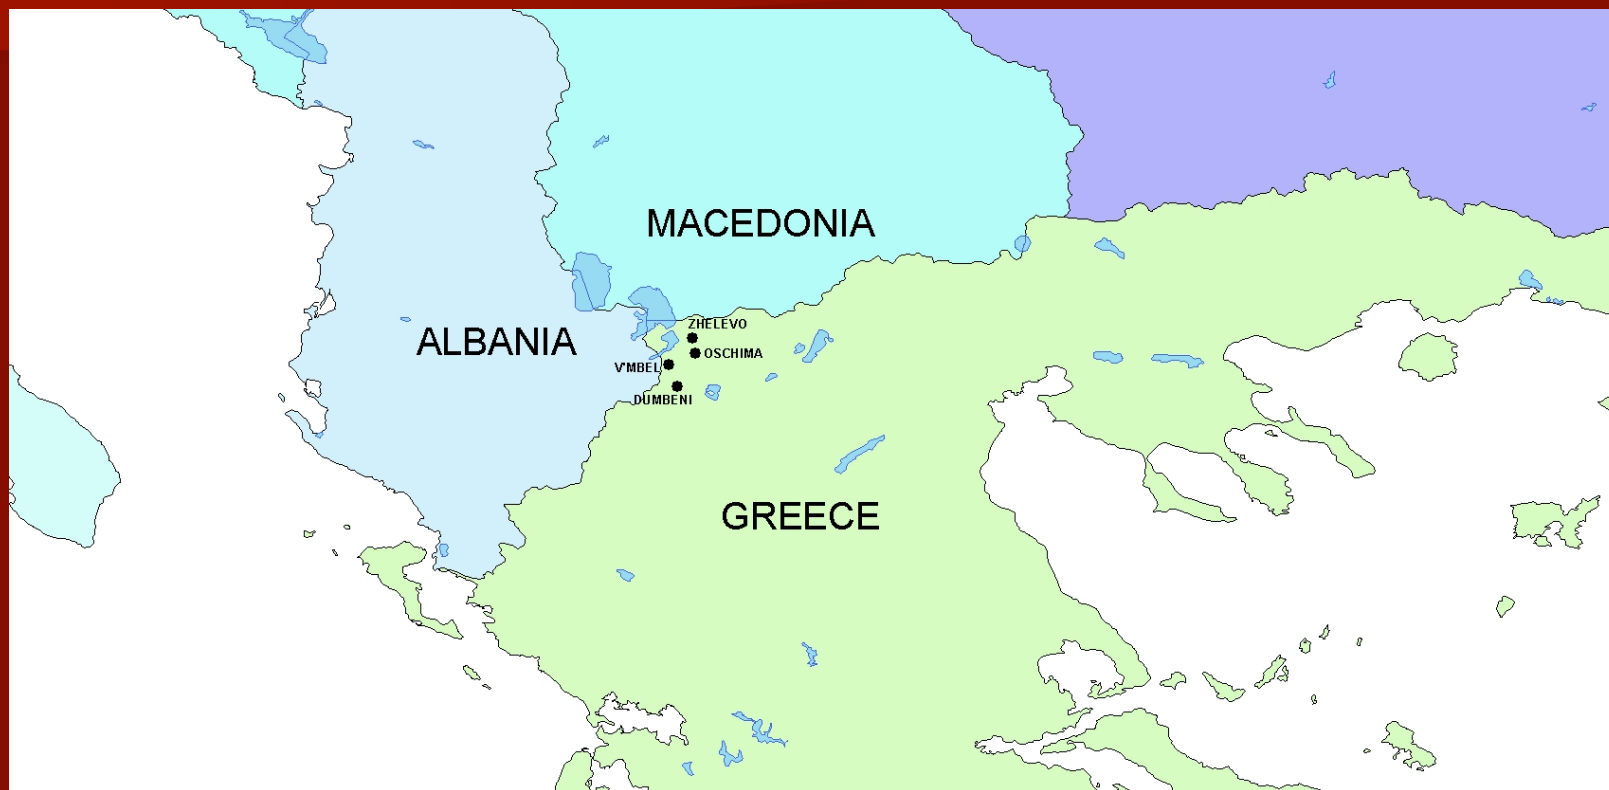 MACEDONIA
ZHELEVO
ALBANIA
OSCHIMA
V'MBEL
DUMBENI
GREECE